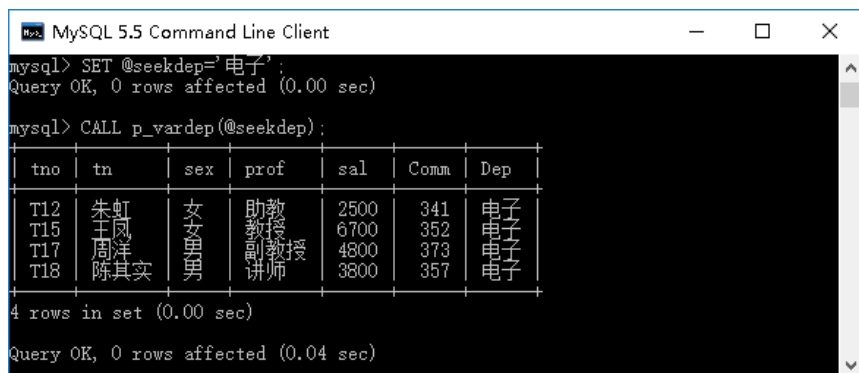 MySQL 5.5 Command Line Client
mysql> SET @seekdep='电子';
Query OK, 0 rows affected (0.00 sec)
mysql> CALL p_vardep(@seekdep);
| tno | tn | sex | prof | sal | Comm | Dep |
| T12 | 朱虹 | 女 | 助教 | 2500 | 341 | 电子 |
| T15 | 王凤 | 女 | 教授 | 6700 | 352 | 电子 |
| T17 | 周洋 | 男 | 副教授 | 4800 | 373 | 电子 |
| T18 | 陈其实 | 男 | 讲师 | 3800 | 357 | 电子 |
4 rows in set (0.00 sec)
Query OK, 0 rows affected (0.04 sec)